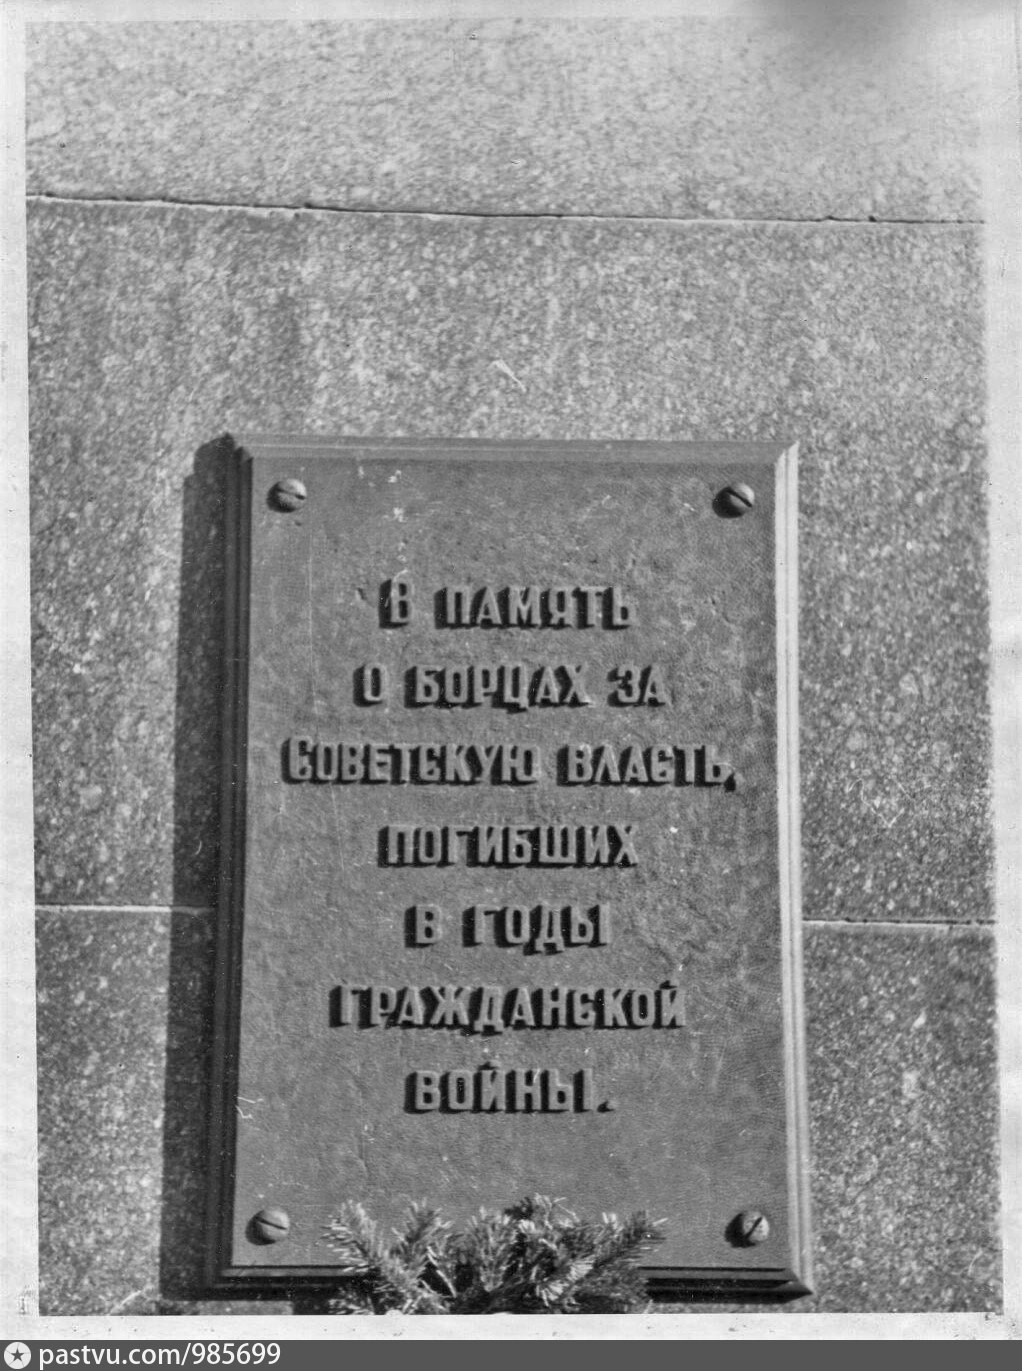 В ПАМЯТЬ
О БОРЦАХ ЗА
СОВЕТСКУЮ ВЛАСТЬ,
ПОГИБШИХ
В ГОДЫ
ГРАЖДАНСКОЙ
ВОЙНЫ.
pastvu.com/985699